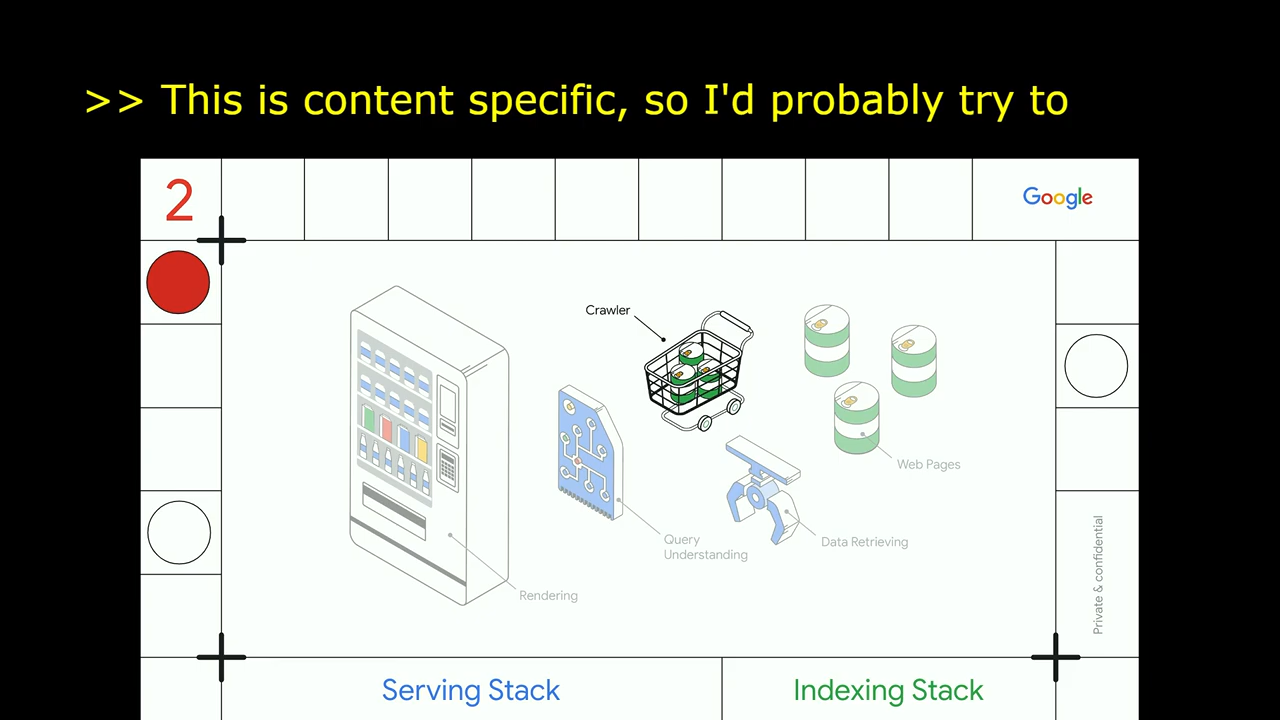 >> This is content specific, so I'd probably try to
2
Google
Crawler
Web Pages
Query
Understanding
Data Retrieving
Rendering
Private & confidential
Serving Stack
Indexing Stack